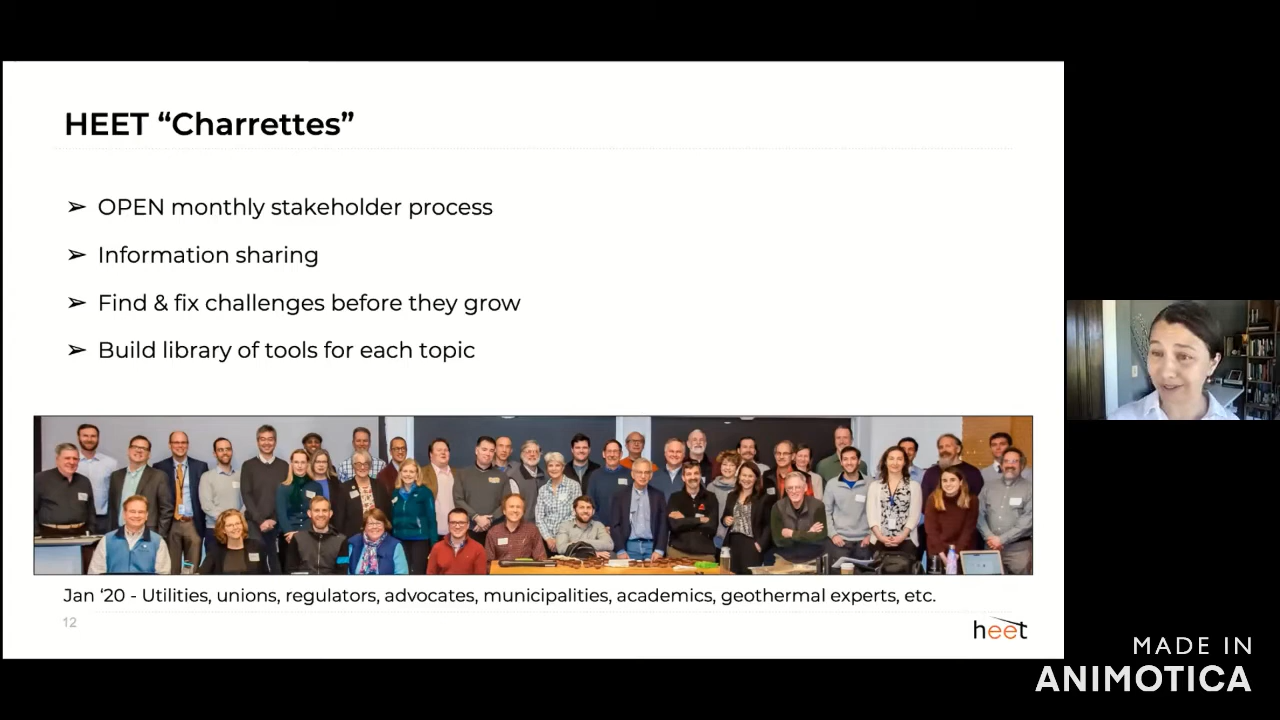 HEET “Charrettes”
➢ OPEN monthly stakeholder process
➢ Information sharing
➢ Find & fix challenges before they grow
➢ Build library of tools for each topic
Jan ‘20 - Utilities, unions, regulators, advocates, municipalities, academics, geothermal experts, etc.
12
heet
MADE IN
ANIMOTICA